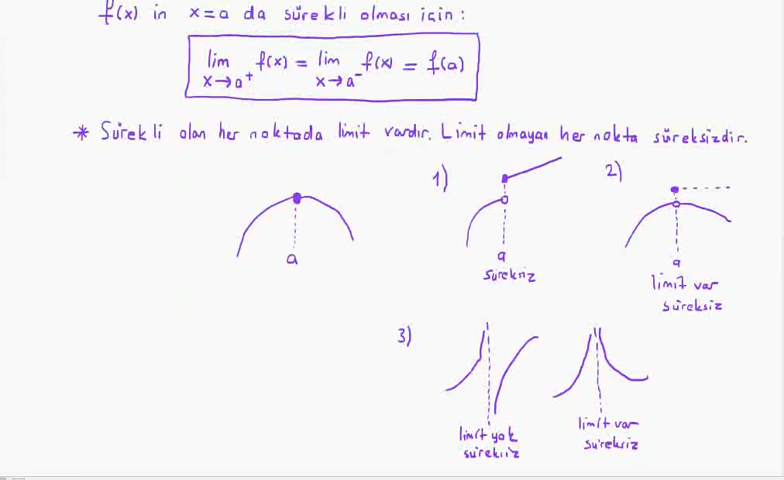 f(x) in x=a da sürekli olması için:
lim x→a⁺ f(x) = lim x→a⁻ f(x) = f(a)
* Sürekli olan her noktada limit vardır. Limit olmayan her nokta süreksizdir.
1)
2)
a
a
süreksiz
a
limit var
süreksiz
3)
limit yok
süreksiz
limit var
süreksiz